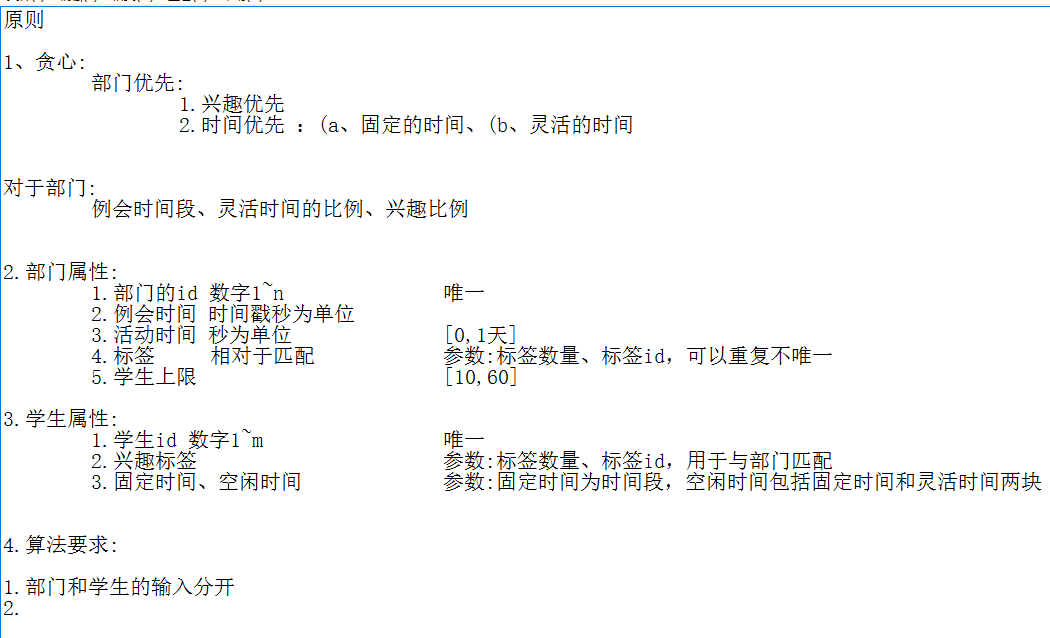 原则
1、贪心:
部门优先:
1.兴趣优先
2.时间优先 :(a、固定的时间、(b、灵活的时间
对于部门:
例会时间段、灵活时间的比例、兴趣比例
2.部门属性:
1.部门的id 数字1~n 唯一
2.例会时间 时间戳秒为单位
3.活动时间 秒为单位 [0,1天]
4.标签 相对于匹配 参数:标签数量、标签id，可以重复不唯一
5.学生上限 [10,60]
3.学生属性:
1.学生id 数字1~m 唯一
2.兴趣标签 参数:标签数量、标签id，用于与部门匹配
3.固定时间、空闲时间 参数:固定时间为时间段，空闲时间包括固定时间和灵活时间两块
4.算法要求:
1.部门和学生的输入分开
2.